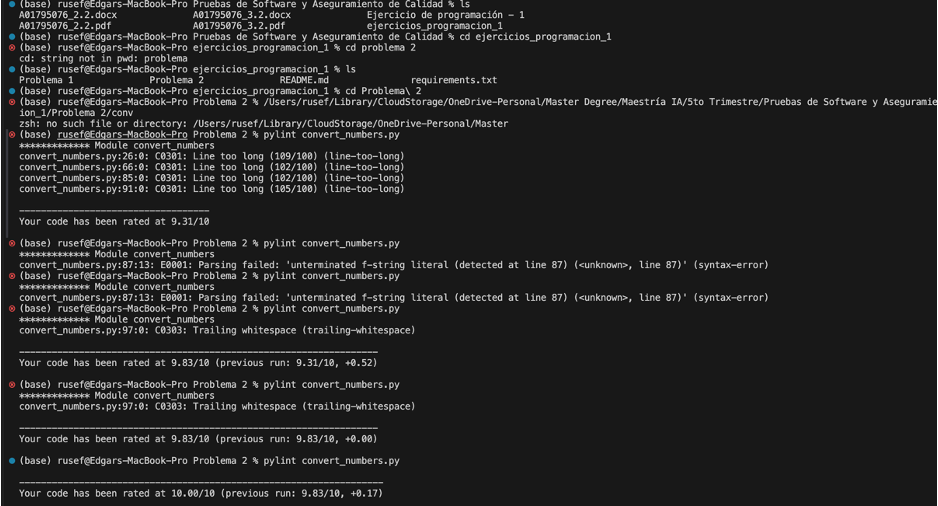 (base) rusef@Edgars-MacBook-Pro Pruebas de Software y Aseguramiento de Calidad % ls
A01795076_2.2.docx A01795076_3.2.docx Ejercicio de programación - 1
A01795076_2.2.pdf A01795076_3.2.pdf ejercicios_programacion_1
(base) rusef@Edgars-MacBook-Pro Pruebas de Software y Aseguramiento de Calidad % cd ejercicios_programacion_1
(base) rusef@Edgars-MacBook-Pro ejercicios_programacion_1 % cd problema 2
cd: string not in pwd: problema
(base) rusef@Edgars-MacBook-Pro ejercicios_programacion_1 % ls
Problema 1 Problema 2 README.md requirements.txt
(base) rusef@Edgars-MacBook-Pro ejercicios_programacion_1 % cd Problema\ 2
(base) rusef@Edgars-MacBook-Pro Problema 2 % /Users/rusef/Library/CloudStorage/OneDrive-Personal/Master Degree/Maestría IA/5to Trimestre/Pruebas de Software y Aseguramie
ion_1/Problema 2/conv
zsh: no such file or directory: /Users/rusef/Library/CloudStorage/OneDrive-Personal/Master
(base) rusef@Edgars-MacBook-Pro Problema 2 % pylint convert_numbers.py
************* Module convert_numbers
convert_numbers.py:26:0: C0301: Line too long (109/100) (line-too-long)
convert_numbers.py:66:0: C0301: Line too long (102/100) (line-too-long)
convert_numbers.py:85:0: C0301: Line too long (102/100) (line-too-long)
convert_numbers.py:91:0: C0301: Line too long (105/100) (line-too-long)
-----------------------------------
Your code has been rated at 9.31/10
(base) rusef@Edgars-MacBook-Pro Problema 2 % pylint convert_numbers.py
************* Module convert_numbers
convert_numbers.py:87:13: E0001: Parsing failed: 'unterminated f-string literal (detected at line 87) (<unknown>, line 87)' (syntax-error)
(base) rusef@Edgars-MacBook-Pro Problema 2 % pylint convert_numbers.py
************* Module convert_numbers
convert_numbers.py:87:13: E0001: Parsing failed: 'unterminated f-string literal (detected at line 87) (<unknown>, line 87)' (syntax-error)
(base) rusef@Edgars-MacBook-Pro Problema 2 % pylint convert_numbers.py
************* Module convert_numbers
convert_numbers.py:97:0: C0303: Trailing whitespace (trailing-whitespace)
------------------------------------------------------------------
Your code has been rated at 9.83/10 (previous run: 9.31/10, +0.52)
(base) rusef@Edgars-MacBook-Pro Problema 2 % pylint convert_numbers.py
************* Module convert_numbers
convert_numbers.py:97:0: C0303: Trailing whitespace (trailing-whitespace)
------------------------------------------------------------------
Your code has been rated at 9.83/10 (previous run: 9.83/10, +0.00)
(base) rusef@Edgars-MacBook-Pro Problema 2 % pylint convert_numbers.py
-------------------------------------------------------------------
Your code has been rated at 10.00/10 (previous run: 9.83/10, +0.17)